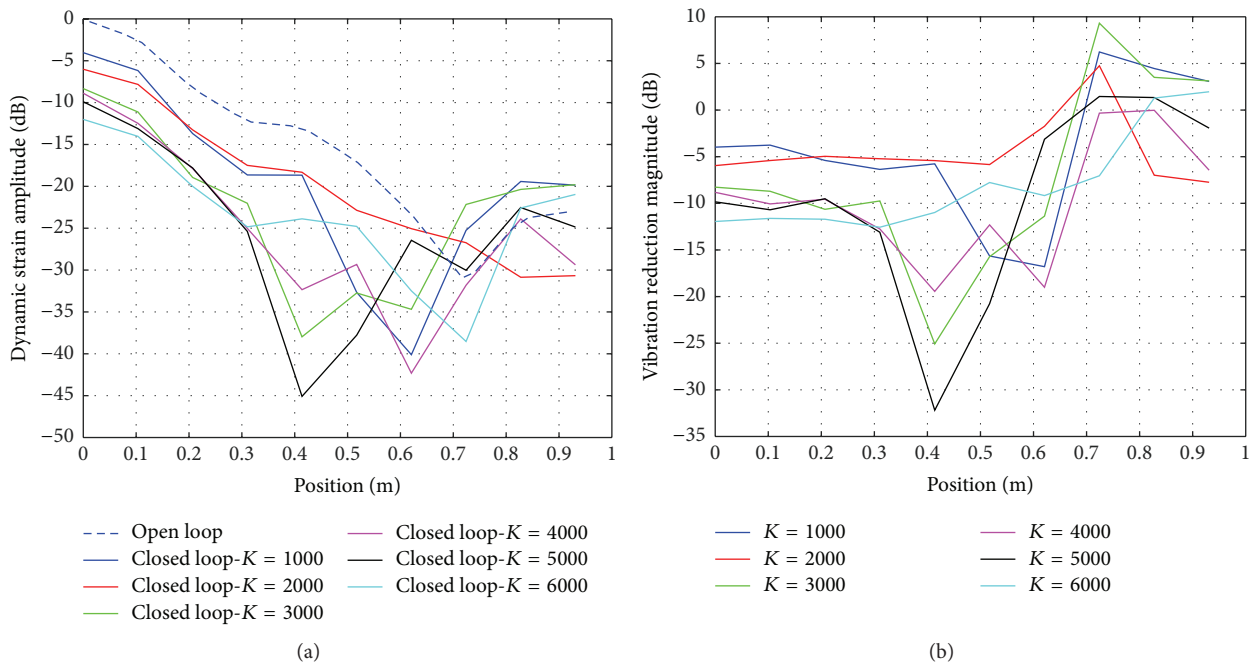 Dynamic strain amplitude (dB)
0
−5
−10
−15
−20
−25
−30
−35
−40
−45
−50
0 0.1 0.2 0.3 0.4 0.5 0.6 0.7 0.8 0.9 1
Position (m)
Open loop
Closed loop-K = 1000
Closed loop-K = 2000
Closed loop-K = 3000
Closed loop-K = 4000
Closed loop-K = 5000
Closed loop-K = 6000
(a)
Vibration reduction magnitude (dB)
10
5
0
−5
−10
−15
−20
−25
−30
−35
0 0.1 0.2 0.3 0.4 0.5 0.6 0.7 0.8 0.9 1
Position (m)
K = 1000
K = 2000
K = 3000
K = 4000
K = 5000
K = 6000
(b)